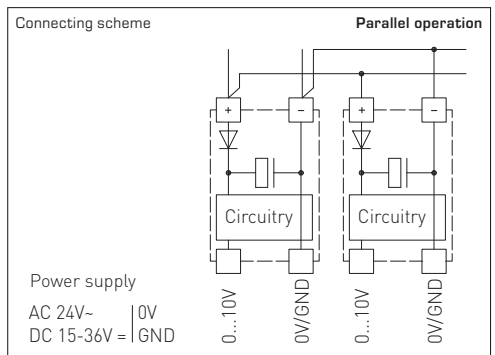 Connecting scheme
Parallel operation
+
−
+
−
Circuitry
Circuitry
Power supply
AC 24V~ | 0V
DC 15-36V = | GND
0...10V
0V/GND
0...10V
0V/GND